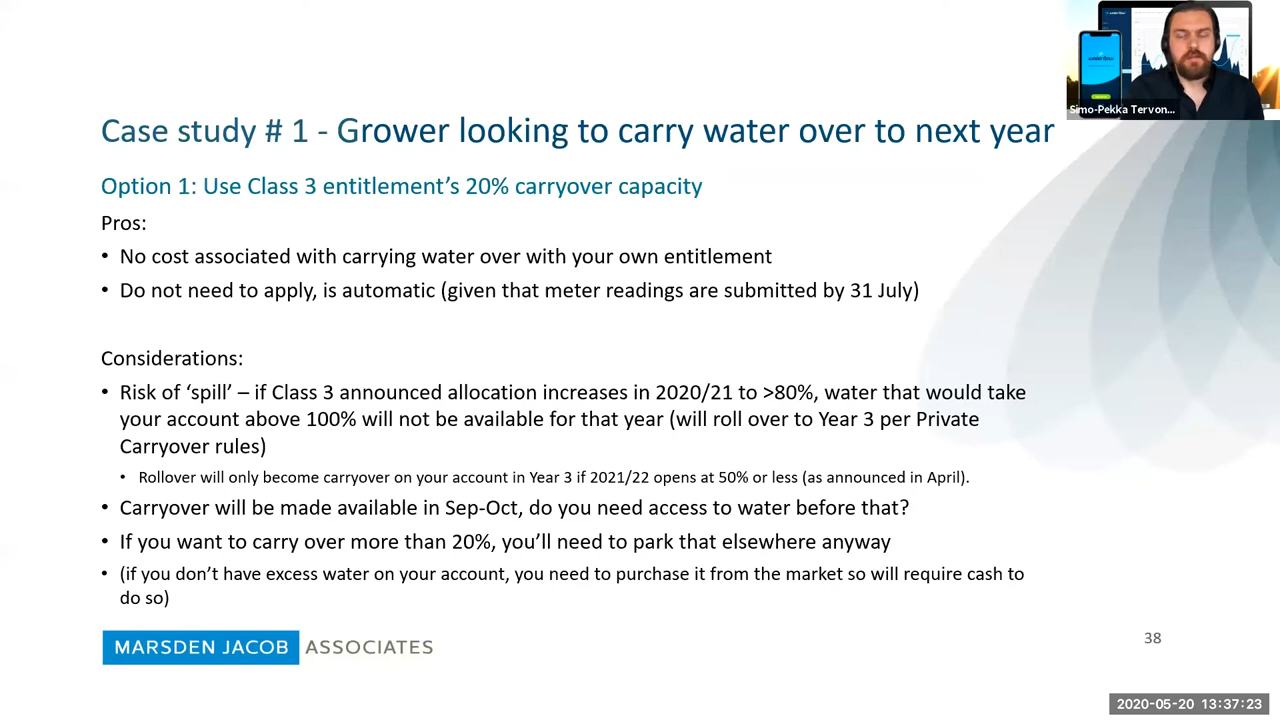 Simo-Pekka Tervon...
Case study # 1 - Grower looking to carry water over to next year
Option 1: Use Class 3 entitlement's 20% carryover capacity
Pros:
• No cost associated with carrying water over with your own entitlement
• Do not need to apply, is automatic (given that meter readings are submitted by 31 July)
Considerations:
• Risk of ‘spill’ – if Class 3 announced allocation increases in 2020/21 to >80%, water that would take
your account above 100% will not be available for that year (will roll over to Year 3 per Private
Carryover rules)
• Rollover will only become carryover on your account in Year 3 if 2021/22 opens at 50% or less (as announced in April).
• Carryover will be made available in Sep-Oct, do you need access to water before that?
• If you want to carry over more than 20%, you’ll need to park that elsewhere anyway
• (if you don’t have excess water on your account, you need to purchase it from the market so will require cash to
do so)
MARSDEN JACOB ASSOCIATES
38
2020-05-20 13:37:23